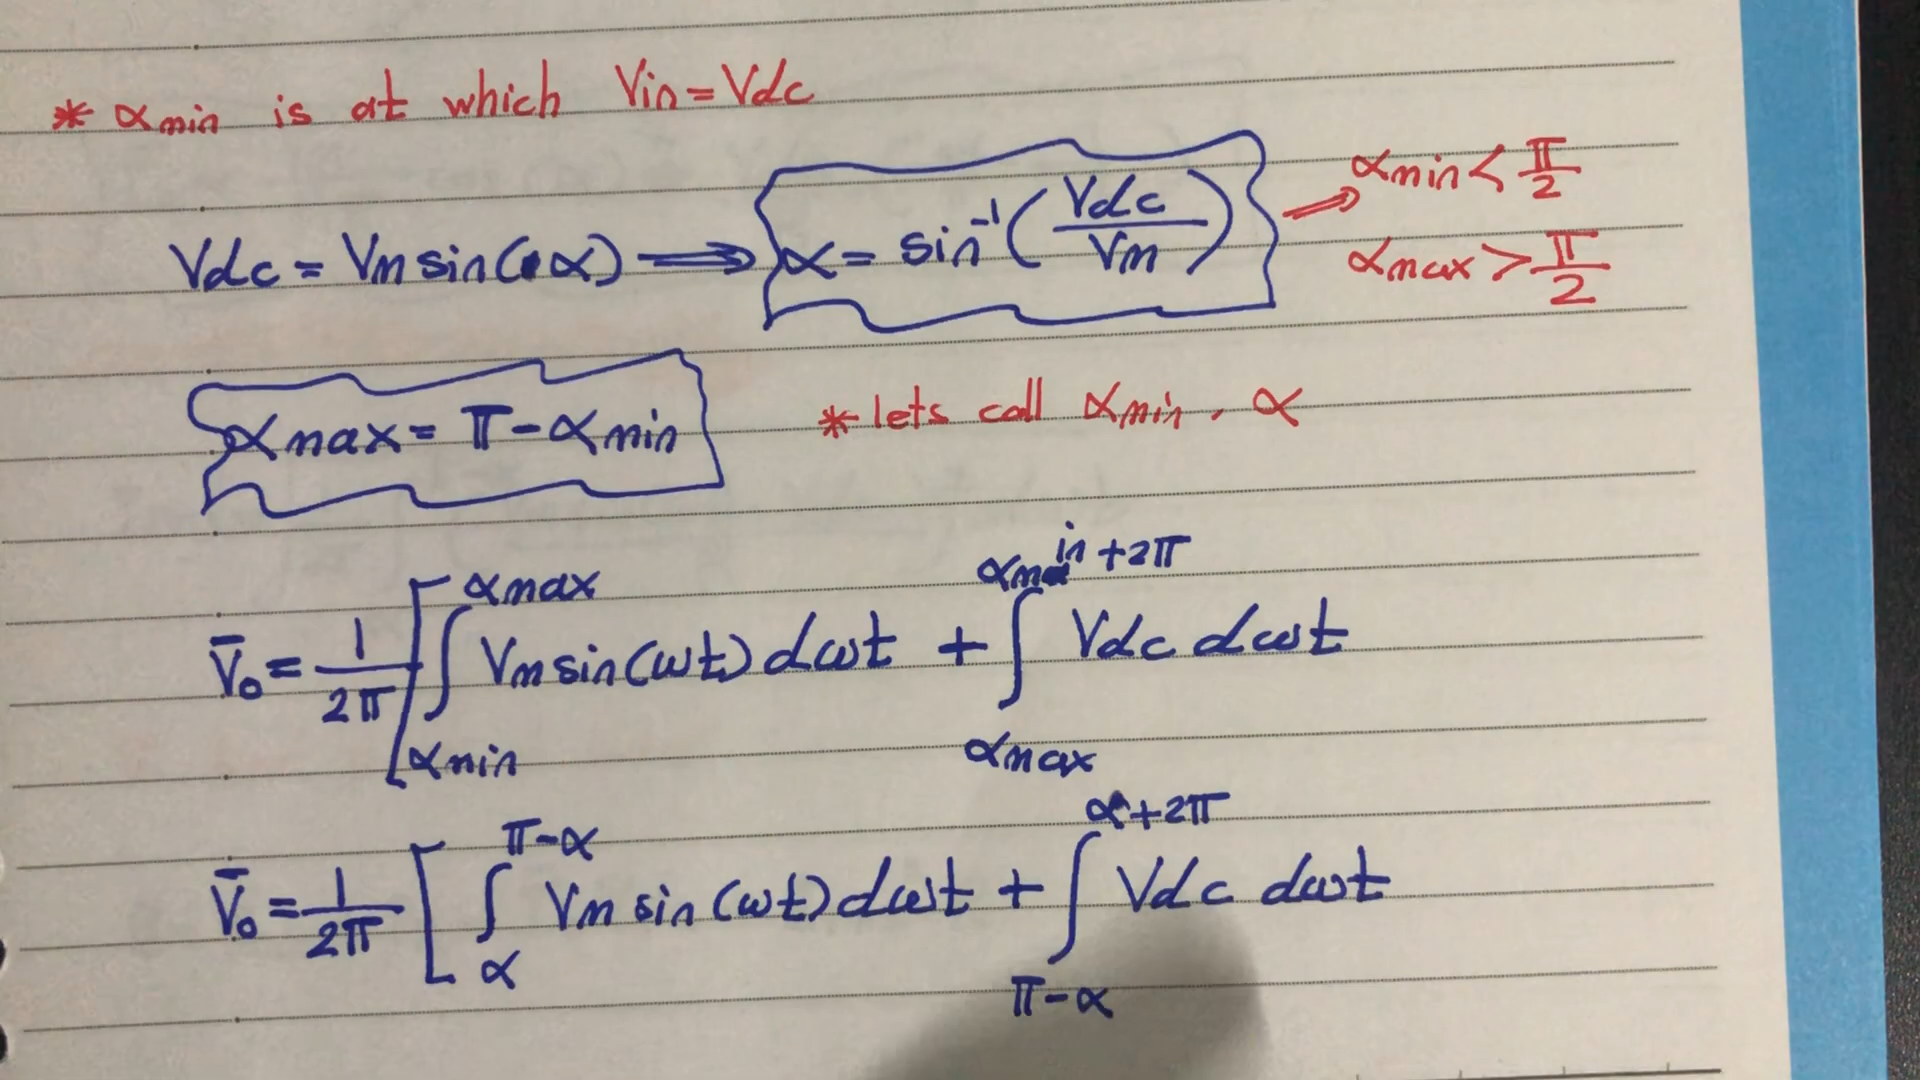 * αmin is at which Vin = Vdc
Vdc = Vm sin(α) ⟹ α = sin⁻¹(Vdc/Vm) ⟹ αmin < π/2
αmax > π/2
αmax = π - αmin * lets call αmin, α
V̄o = 1/2π [ ∫_{αmin}^{αmax} Vm sin(ωt) dωt + ∫_{αmax}^{αmin+2π} Vdc dωt
V̄o = 1/2π [ ∫_{α}^{π-α} Vm sin(ωt) dωt + ∫_{π-α}^{α+2π} Vdc dωt